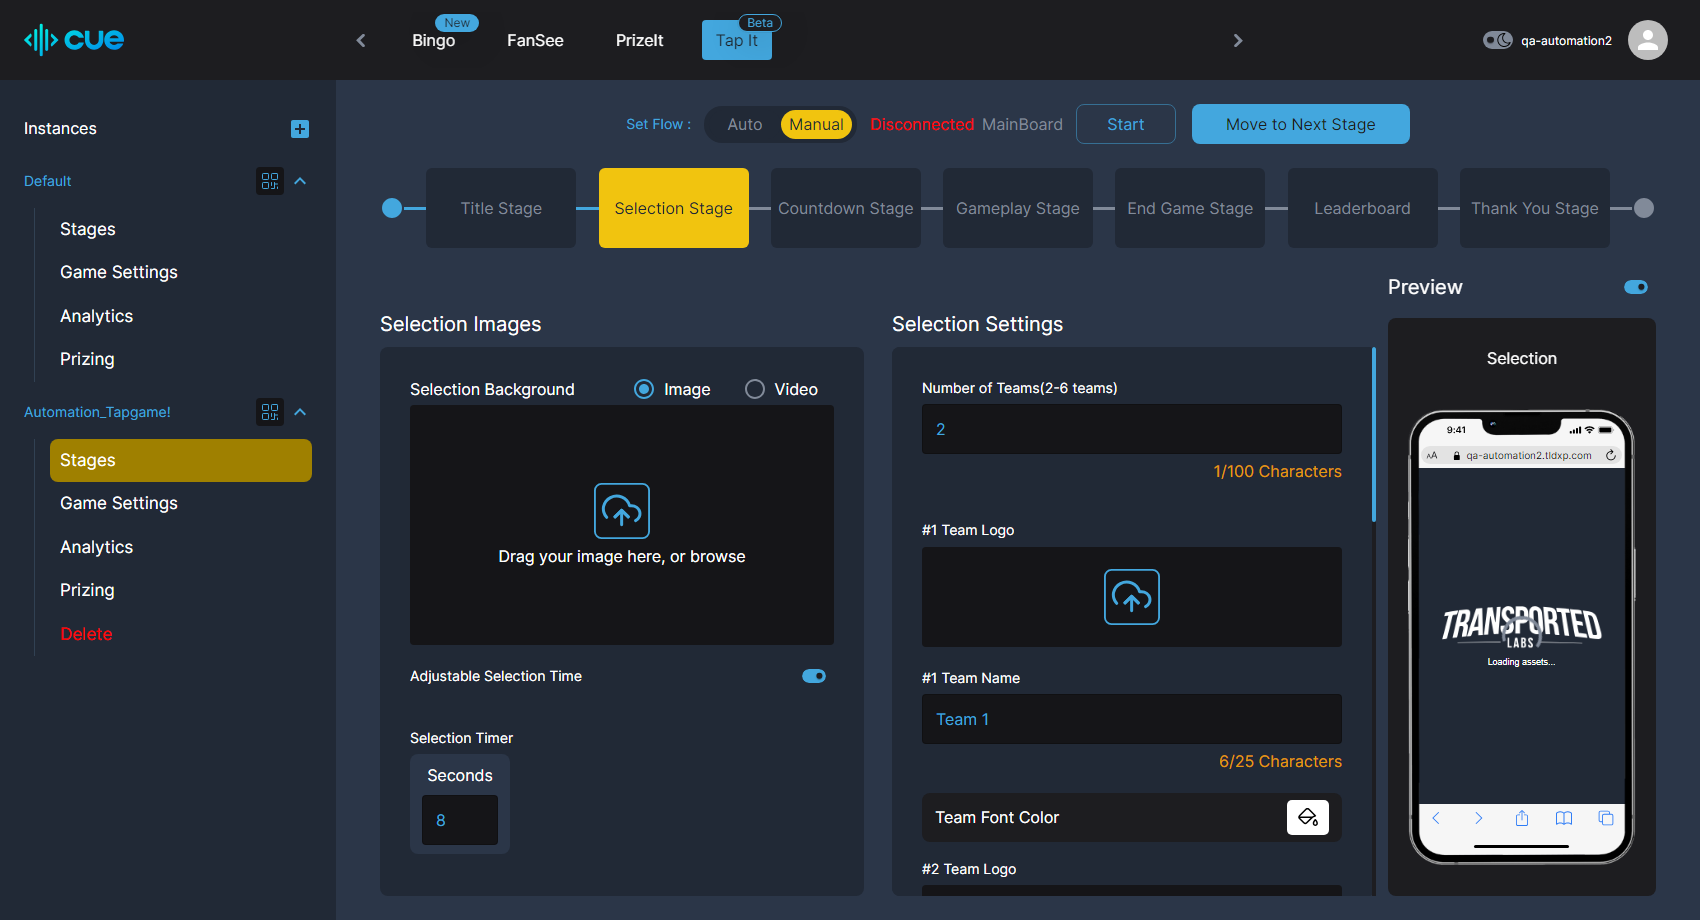 cue
Bingo
New
FanSee
PrizeIt
Tap It
Beta
qa-automation2
Instances
Default
Stages
Game Settings
Analytics
Prizing
Automation_Tapgame!
Stages
Game Settings
Analytics
Prizing
Delete
Set Flow :
Auto
Manual
Disconnected MainBoard
Start
Move to Next Stage
Title Stage
Selection Stage
Countdown Stage
Gameplay Stage
End Game Stage
Leaderboard
Thank You Stage
Selection Images
Selection Background
Image
Video
Drag your image here, or browse
Adjustable Selection Time
Selection Timer
Seconds
8
Selection Settings
Number of Teams(2-6 teams)
2
1/100 Characters
#1 Team Logo
#1 Team Name
Team 1
6/25 Characters
Team Font Color
#2 Team Logo
Preview
Selection
9:41
AA
qa-automation2.tldxp.com
TRANSPORTED
LABS
Loading assets...